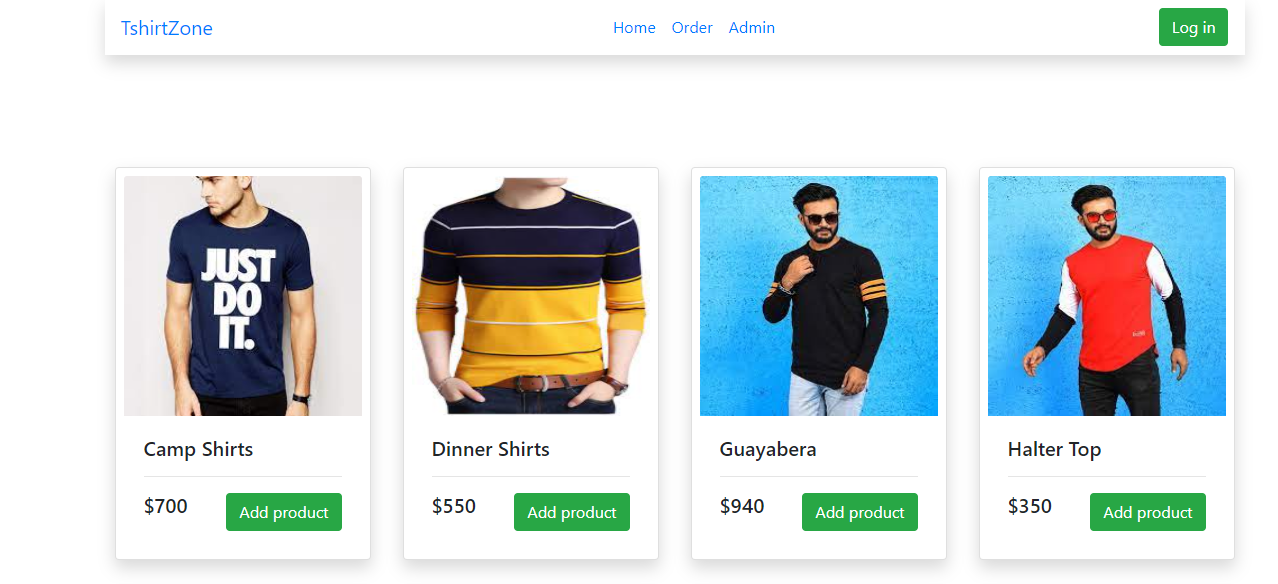 TshirtZone
Home Order Admin
Log in
JUST
DO
IT.
Camp Shirts
$700
Add product
Dinner Shirts
$550
Add product
Guayabera
$940
Add product
Halter Top
$350
Add product